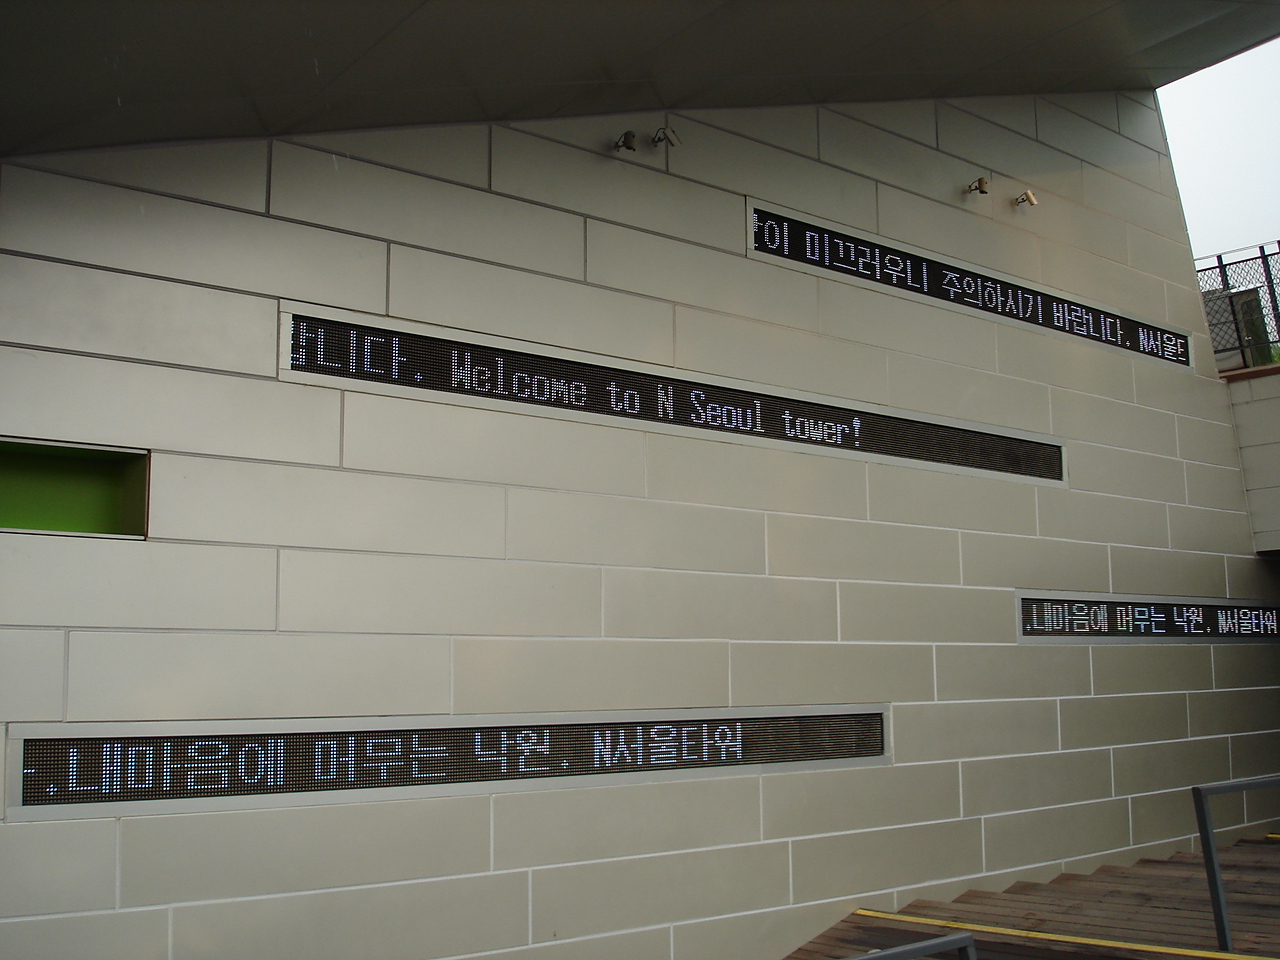 이 미끄러우니 주의하시기 바랍니다. N서울
니다. Welcome to N Seoul tower!
.내마음에 머무는 낙원. N서울타워
.내마음에 머무는 낙원. N서울타워